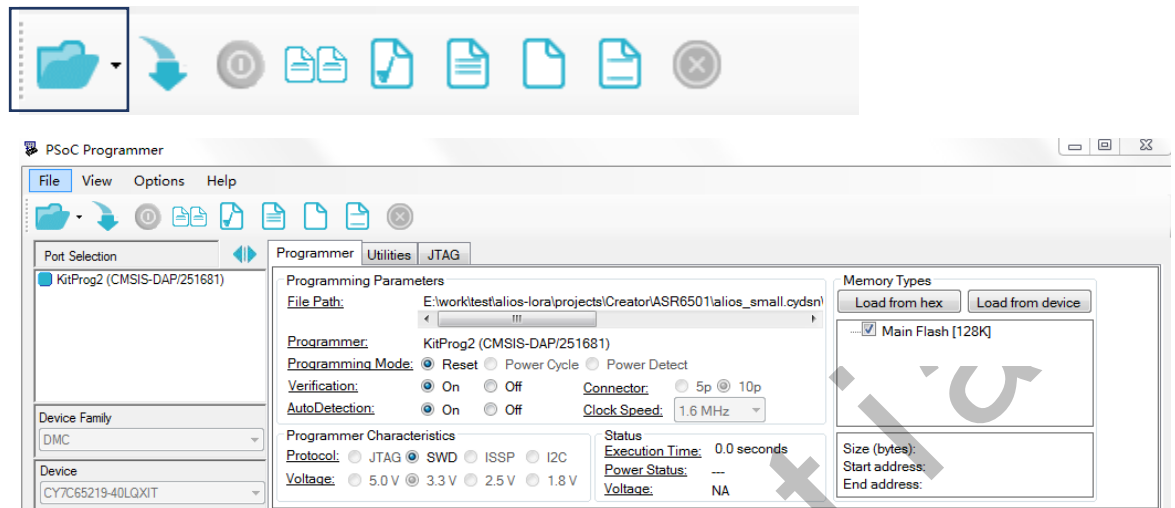 PSoC Programmer
File View Options Help
Port Selection
KitProg2 (CMSIS-DAP/251681)
Device Family
DMC
Device
CY7C65219-40LQXIT
Programmer Utilities JTAG
Programming Parameters
File Path: E:\work\test\alios-lora\projects\Creator\ASR6501\alios_small.cydsn\
Programmer: KitProg2 (CMSIS-DAP/251681)
Programming Mode: Reset Power Cycle Power Detect
Verification: On Off Connector: 5p 10p
AutoDetection: On Off Clock Speed: 1.6 MHz
Programmer Characteristics
Protocol: JTAG SWD ISSP I2C
Voltage: 5.0 V 3.3 V 2.5 V 1.8 V
Status
Execution Time: 0.0 seconds
Power Status: ---
Voltage: NA
Memory Types
Load from hex Load from device
Main Flash [128K]
Size (bytes):
Start address:
End address: